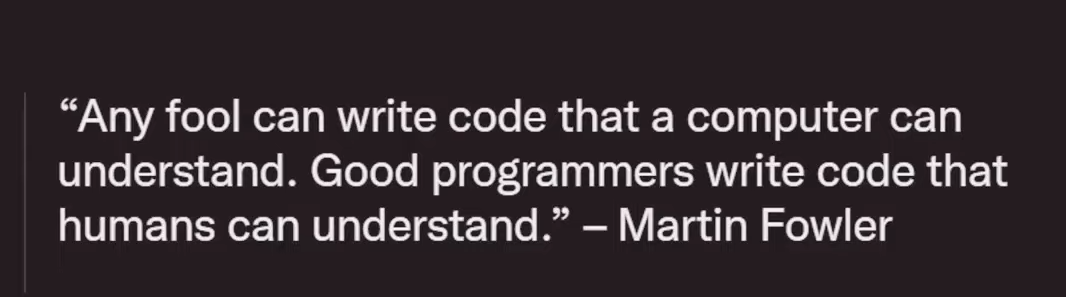 “Any fool can write code that a computer can
understand. Good programmers write code that
humans can understand.” – Martin Fowler